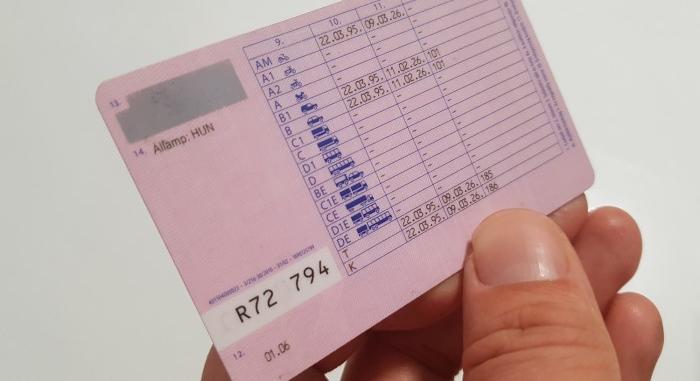 9. 10. 11.
AM 22.03.95. 09.03.26. -
A1 - - -
A2 - - -
A - - -
B1 22.03.95. 11.02.26. 101
B 22.03.95. 11.02.26. 101
C1 - - -
C - - -
D1 - - -
D - - -
BE - - -
C1E - - -
CE - - -
D1E - - -
DE - - -
T 22.03.95. 09.03.26. 185
K 22.03.95. 09.03.26. 186
13.
14. Államp: HUN
R72 794
12. 01.06